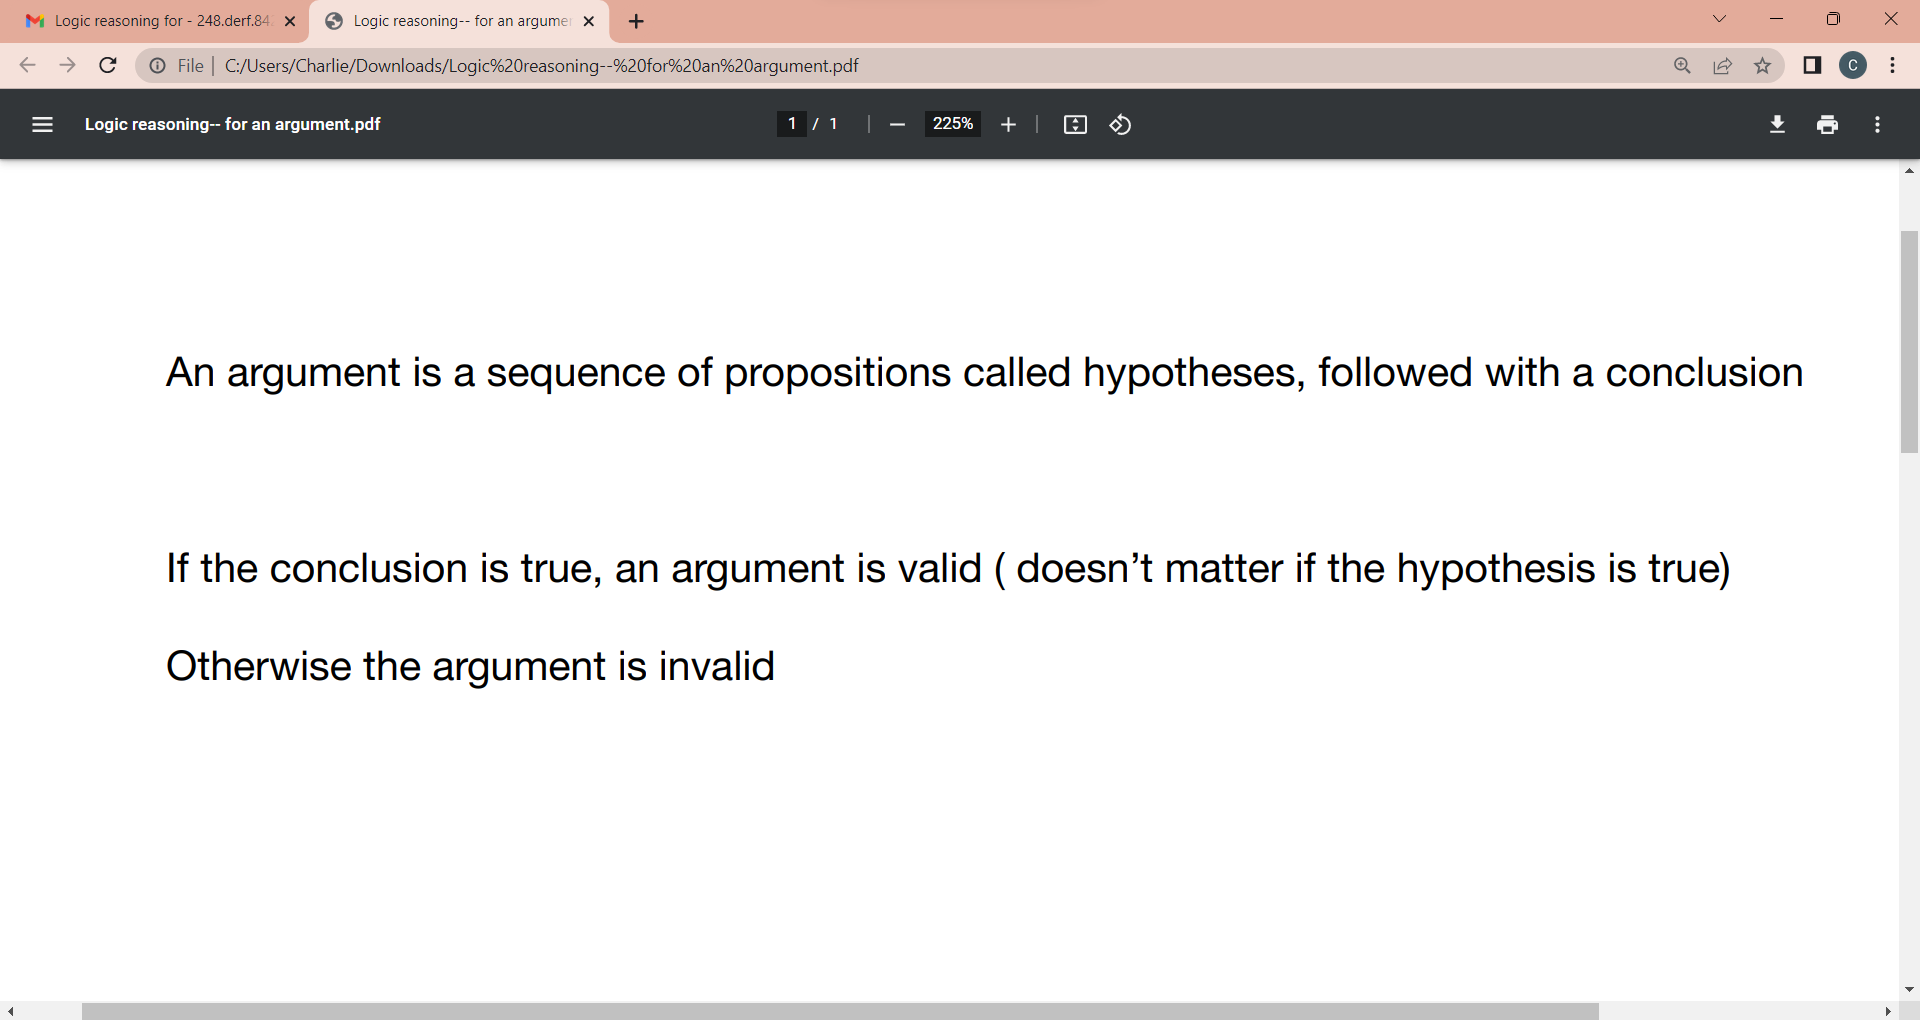 Logic reasoning for - 248.derf.84
Logic reasoning-- for an argume
File
C:/Users/Charlie/Downloads/Logic%20reasoning--%20for%20an%20argument.pdf
C
Logic reasoning-- for an argument.pdf
1 / 1
225%
An argument is a sequence of propositions called hypotheses, followed with a conclusion
If the conclusion is true, an argument is valid ( doesn’t matter if the hypothesis is true)
Otherwise the argument is invalid